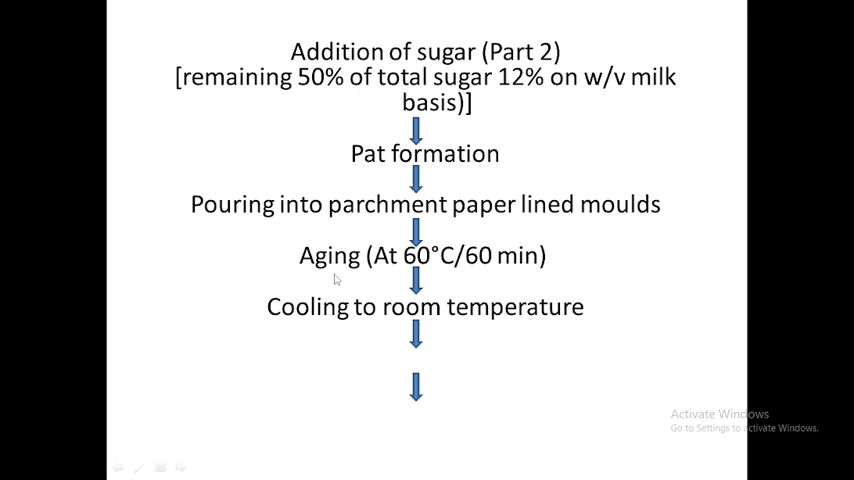 Addition of sugar (Part 2)
[remaining 50% of total sugar 12% on w/v milk
basis)]
Pat formation
Pouring into parchment paper lined moulds
Aging (At 60°C/60 min)
Cooling to room temperature
Activate Windows
Go to Settings to activate Windows.